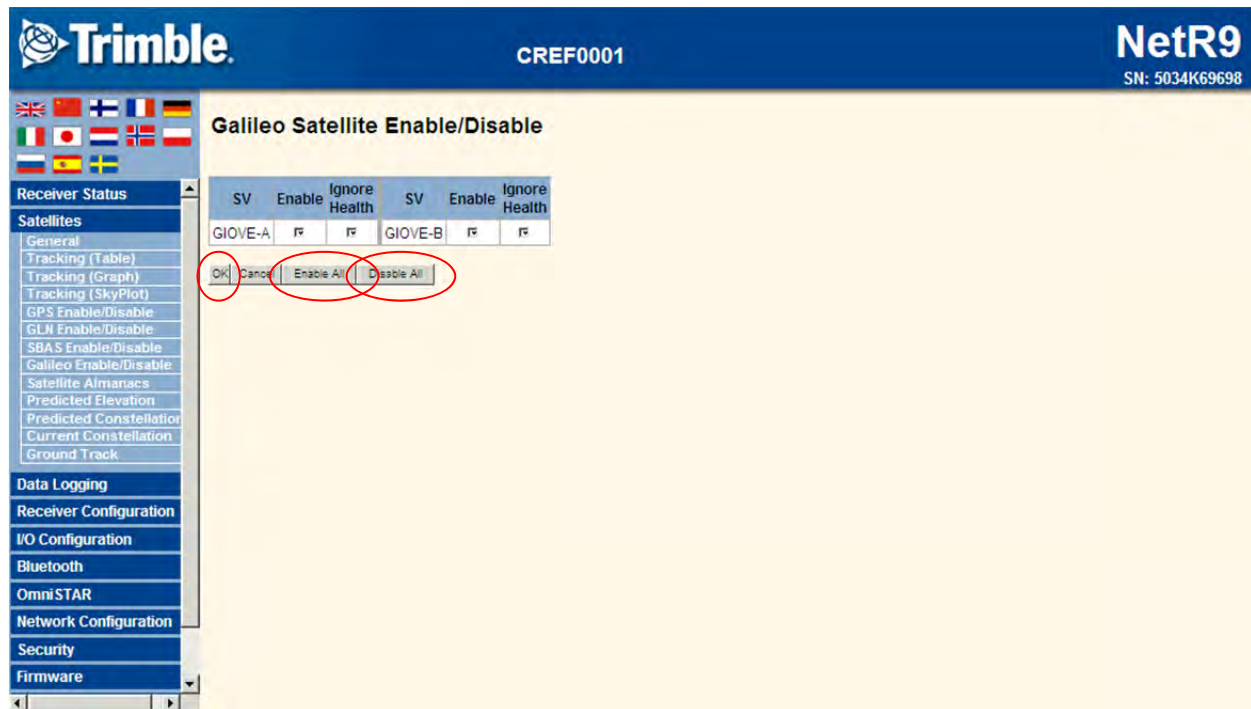 Trimble.
CREF0001
NetR9
SN: 5034K69698
Galileo Satellite Enable/Disable
SV Enable Ignore Health SV Enable Ignore Health
GIOVE-A GIOVE-B
OK Cancel Enable All Disable All
Receiver Status
Satellites
General
Tracking (Table)
Tracking (Graph)
Tracking (SkyPlot)
GPS Enable/Disable
GLN Enable/Disable
SBAS Enable/Disable
Galileo Enable/Disable
Satellite Almanacs
Predicted Elevation
Predicted Constellation
Current Constellation
Ground Track
Data Logging
Receiver Configuration
I/O Configuration
Bluetooth
OmniSTAR
Network Configuration
Security
Firmware